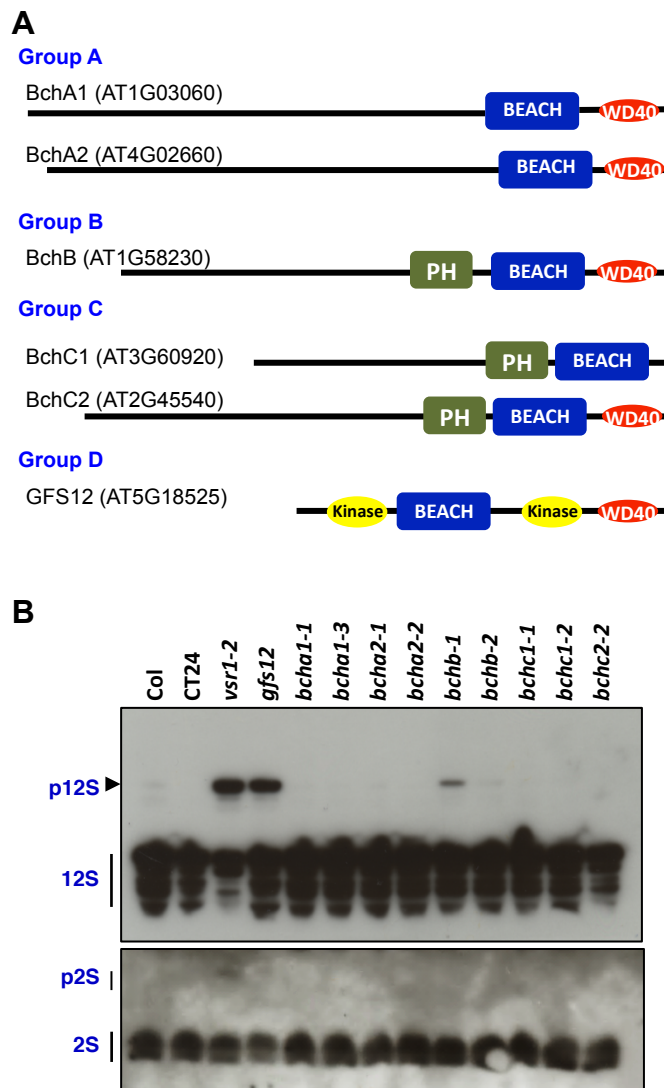 A
Group A
BchA1 (AT1G03060)
BEACH
WD40
BchA2 (AT4G02660)
BEACH
WD40
Group B
BchB (AT1G58230)
PH
BEACH
WD40
Group C
BchC1 (AT3G60920)
PH
BEACH
BchC2 (AT2G45540)
PH
BEACH
WD40
Group D
GFS12 (AT5G18525)
Kinase
BEACH
Kinase
WD40
B
Col
CT24
vsr1-2
gfs12
bcha1-1
bcha1-3
bcha2-1
bcha2-2
bchb-1
bchb-2
bchc1-1
bchc1-2
bchc2-2
p12S
12S
p2S
2S